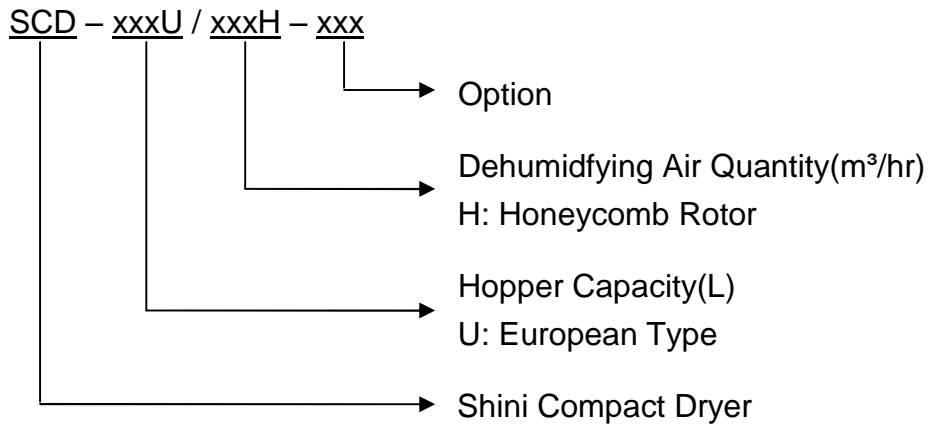 SCD – xxxU / xxxH – xxx
Option
Dehumidfying Air Quantity(m³/hr)
H: Honeycomb Rotor
Hopper Capacity(L)
U: European Type
Shini Compact Dryer